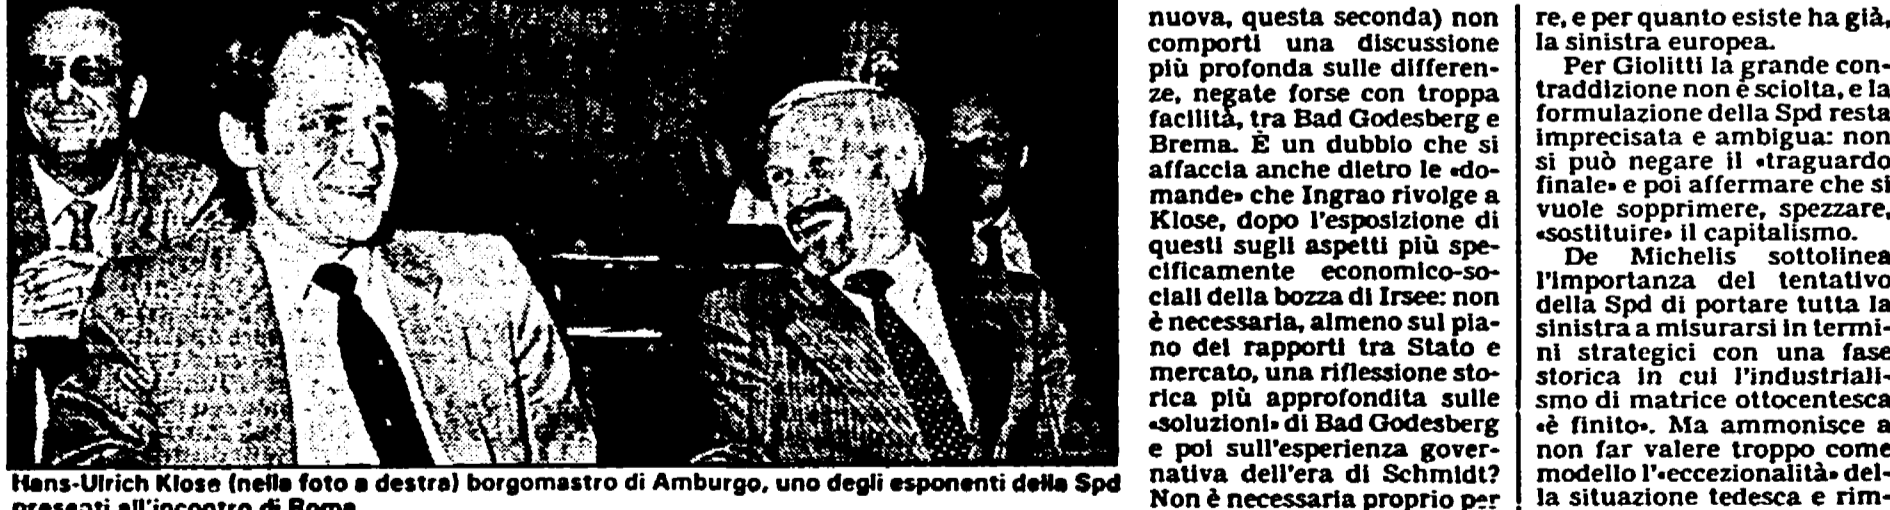 Hans-Ulrich Klose (nella foto a destra) borgomastro di Amburgo, uno degli esponenti della Spd
presenti all'incontro di Roma
nuova, questa seconda) non
comporti una discussione
più profonda sulle differen-
ze, negate forse con troppa
facilità, tra Bad Godesberg e
Brema. È un dubbio che si
affaccia anche dietro le «do-
mande» che Ingrao rivolge a
Klose, dopo l'esposizione di
questi sugli aspetti più spe-
cificamente economico-so-
ciali della bozza di Irsee: non
è necessaria, almeno sul pia-
no dei rapporti tra Stato e
mercato, una riflessione sto-
rica più approfondita sulle
«soluzioni» di Bad Godesberg
e poi sull'esperienza gover-
nativa dell'era di Schmidt?
Non è necessaria proprio per
re, e per quanto esiste ha già,
la sinistra europea.
Per Giolitti la grande con-
traddizione non è sciolta, e la
formulazione della Spd resta
imprecisata e ambigua: non
si può negare il «traguardo
finale» e poi affermare che si
vuole sopprimere, spezzare,
«sostituire» il capitalismo.
De Michelis sottolinea
l'importanza del tentativo
della Spd di portare tutta la
sinistra a misurarsi in termi-
ni strategici con una fase
storica in cui l'industriali-
smo di matrice ottocentesca
«è finito». Ma ammonisce a
non far valere troppo come
modello l'«eccezionalità» del-
la situazione tedesca e rim-